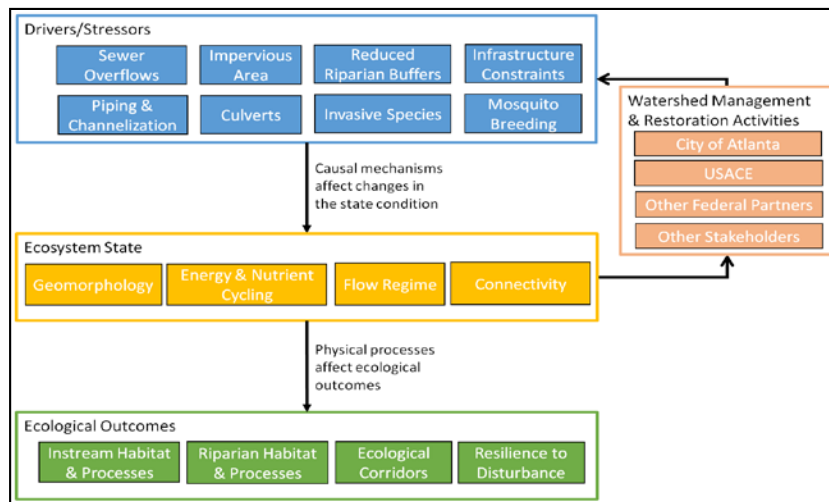 Drivers/Stressors
Sewer
Overflows
Impervious
Area
Reduced
Riparian Buffers
Infrastructure
Constraints
Piping &
Channelization
Culverts
Invasive Species
Mosquito
Breeding
Watershed Management
& Restoration Activities
City of Atlanta
USACE
Other Federal Partners
Other Stakeholders
Causal mechanisms
affect changes in
the state condition
Ecosystem State
Geomorphology
Energy & Nutrient
Cycling
Flow Regime
Connectivity
Physical processes
affect ecological
outcomes
Ecological Outcomes
Instream Habitat
& Processes
Riparian Habitat
& Processes
Ecological
Corridors
Resilience to
Disturbance